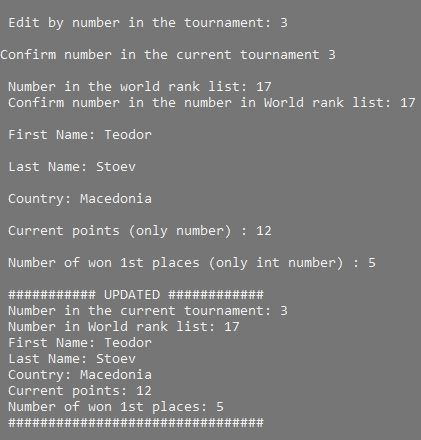 Edit by number in the tournament: 3
Confirm number in the current tournament 3
Number in the world rank list: 17
Confirm number in the number in World rank list: 17
First Name: Teodor
Last Name: Stoev
Country: Macedonia
Current points (only number) : 12
Number of won 1st places (only int number) : 5
########### UPDATED ############
Number in the current tournament: 3
Number in World rank list: 17
First Name: Teodor
Last Name: Stoev
Country: Macedonia
Current points: 12
Number of won 1st places: 5
################################